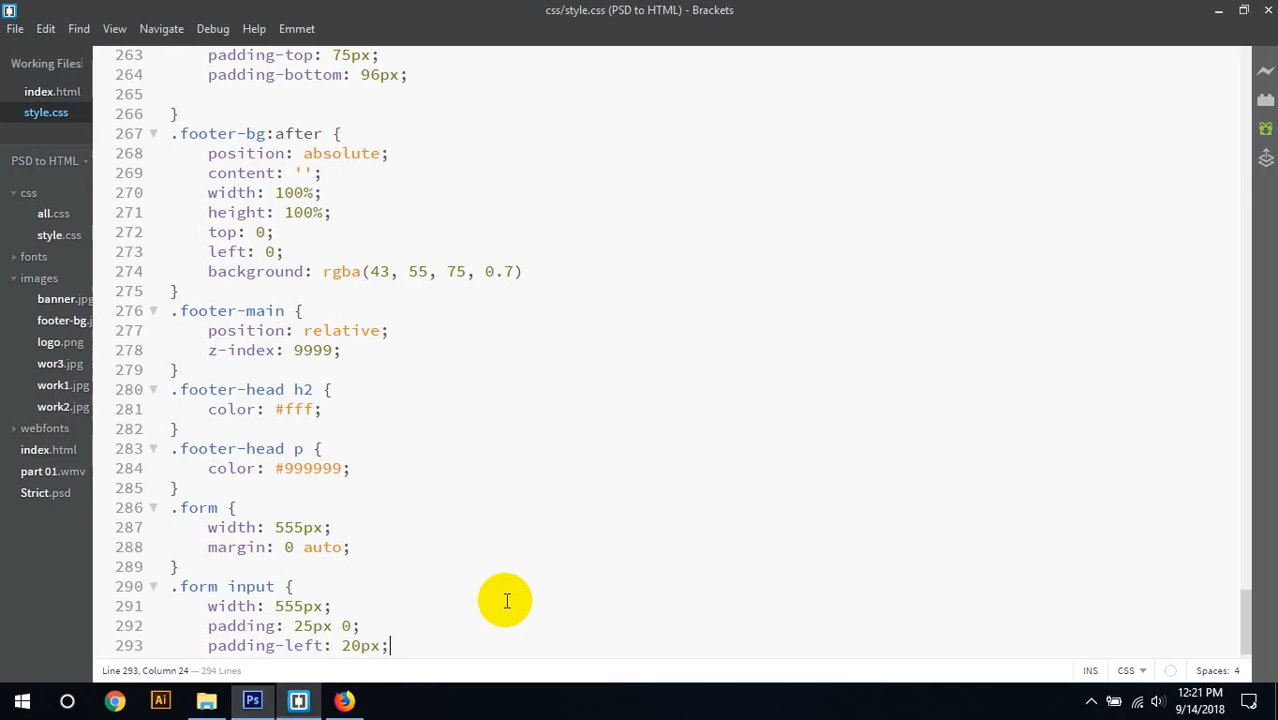 css/style.css (PSD to HTML) - Brackets
File Edit Find View Navigate Debug Help Emmet
Working Files
index.html
style.css
PSD to HTML
css
all.css
style.css
fonts
images
banner.jpg
footer-bg.j
logo.png
wor3.jpg
work1.jpg
work2.jpg
webfonts
index.html
part 01.wmv
Strict.psd
263 padding-top: 75px;
264 padding-bottom: 96px;
265
266 }
267 .footer-bg:after {
268 position: absolute;
269 content: '';
270 width: 100%;
271 height: 100%;
272 top: 0;
273 left: 0;
274 background: rgba(43, 55, 75, 0.7)
275 }
276 .footer-main {
277 position: relative;
278 z-index: 9999;
279 }
280 .footer-head h2 {
281 color: #fff;
282 }
283 .footer-head p {
284 color: #999999;
285 }
286 .form {
287 width: 555px;
288 margin: 0 auto;
289 }
290 .form input {
291 width: 555px;
292 padding: 25px 0;
293 padding-left: 20px;
Line 293, Column 24 — 294 Lines
INS CSS Spaces: 4
Ai Ps
12:21 PM
9/14/2018